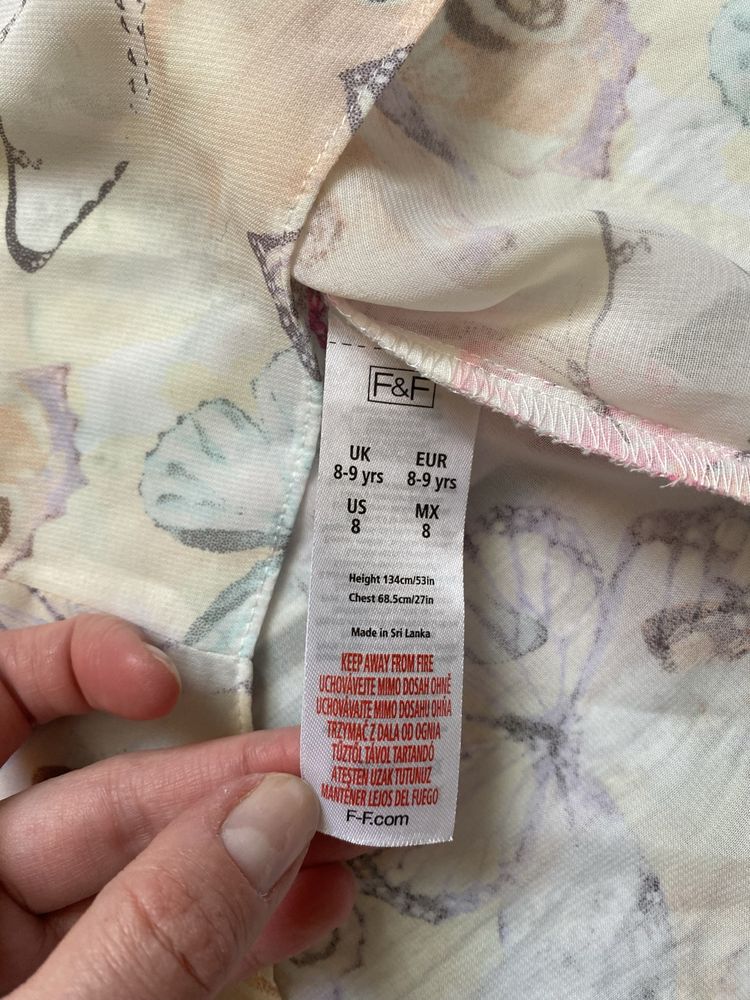 F&F
UK EUR
8-9 yrs 8-9 yrs
US MX
8 8
Height 134cm/53in
Chest 68.5cm/27in
Made in Sri Lanka
KEEP AWAY FROM FIRE
UCHOVÁVEJTE MIMO DOSAH OHNĚ
UCHOVÁVAJTE MIMO DOSAHU OHŇA
TRZYMAĆ Z DALA OD OGNIA
TŰZTŐL TÁVOL TARTANDÓ
ATEŞTEN UZAK TUTUNUZ
MANTENER LEJOS DEL FUEGO
F-F.com